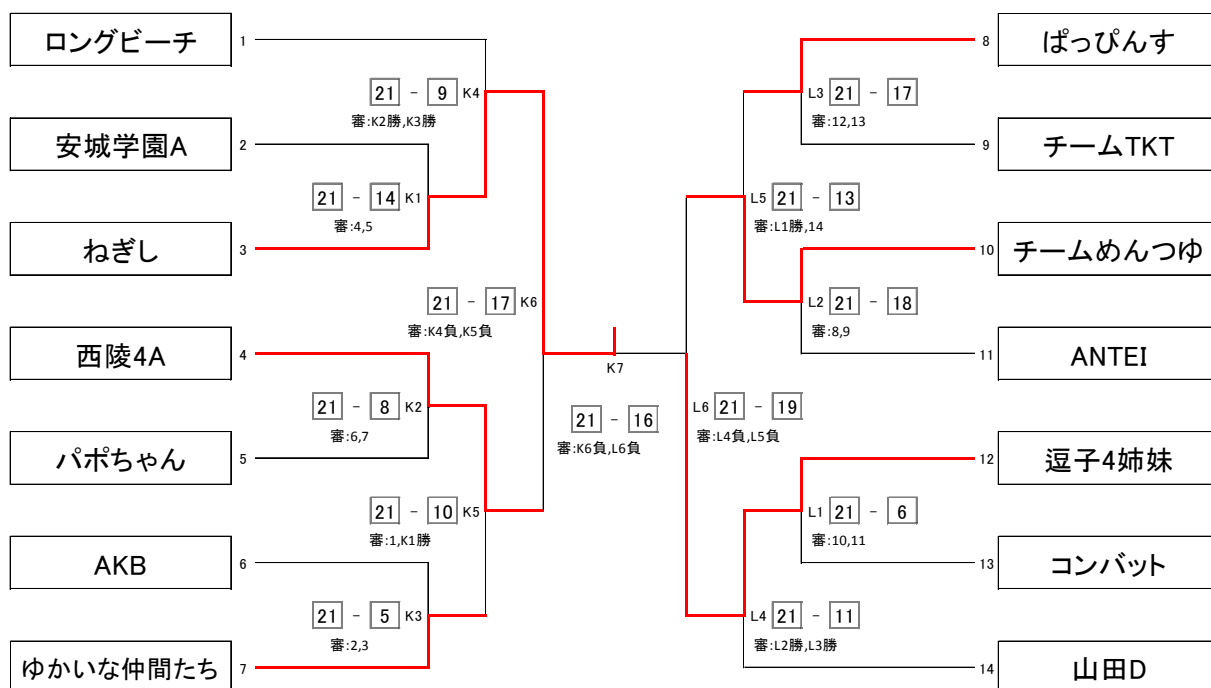 ロングビーチ 1
21 - 9 K4
審:K2勝,K3勝
安城学園A 2
21 - 14 K1
審:4,5
ねぎし 3
21 - 17 K6
審:K4負,K5負
西陵4A 4
21 - 8 K2
審:6,7
パポちゃん 5
21 - 10 K5
審:1,K1勝
AKB 6
21 - 5 K3
審:2,3
ゆかいな仲間たち 7
K7
21 - 16
審:K6負,L6負
8 ぱっぴんす
L3 21 - 17
審:12,13
9 チームTKT
L5 21 - 13
審:L1勝,14
10 チームめんつゆ
L2 21 - 18
審:8,9
11 ANTEI
L6 21 - 19
審:L4負,L5負
12 逗子4姉妹
L1 21 - 6
審:10,11
13 コンバット
L4 21 - 11
審:L2勝,L3勝
14 山田D